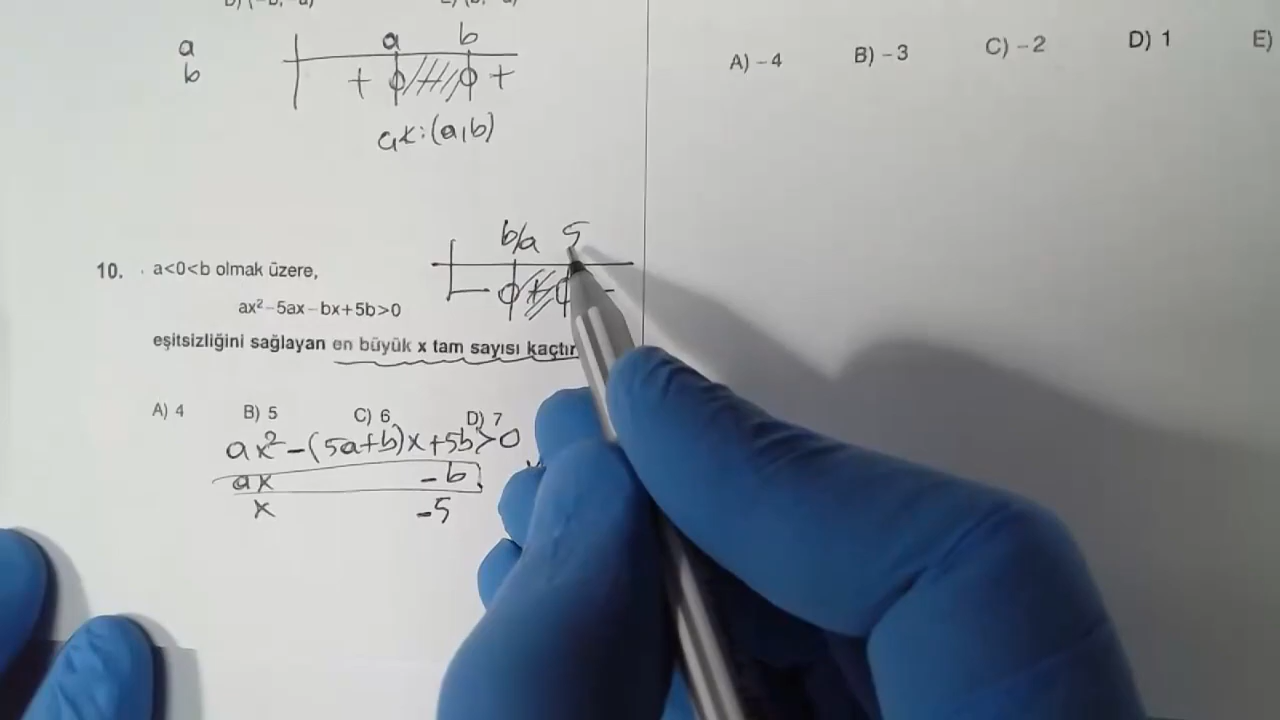 a
b
a b
+ +
aK:(a,b)
b/a 5
- + -
10. a<0<b olmak üzere,
ax²-5ax-bx+5b>0
eşitsizliğini sağlayan en büyük x tam sayısı kaçtır
A) 4 B) 5 C) 6 D) 7
ax²-(5a+b)x+5b>0
ax -b
x -5
A) -4 B) -3 C) -2 D) 1 E)